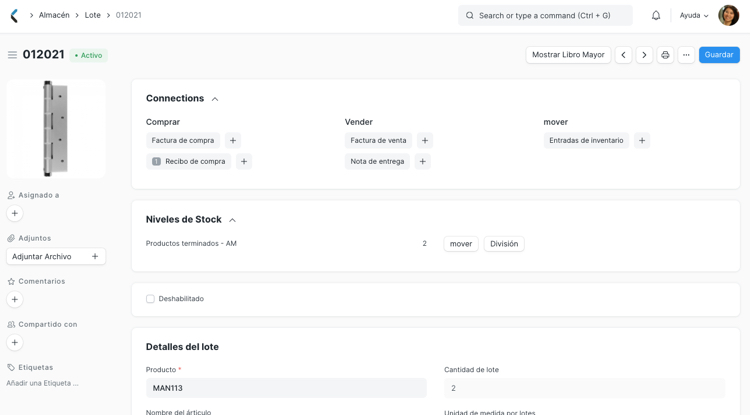 Almacén Lote 012021
Search or type a command (Ctrl + G)
Ayuda
012021
Activo
Mostrar Libro Mayor
Guardar
Asignado a
Adjuntos
Adjuntar Archivo
Comentarios
Compartido con
Etiquetas
Añadir una Etiqueta ...
Connections
Comprar
Factura de compra
1 Recibo de compra
Vender
Factura de venta
Nota de entrega
mover
Entradas de inventario
Niveles de Stock
Productos terminados - AM 2 mover División
Deshabilitado
Detalles del lote
Producto *
MAN113
Cantidad de lote
2
Nombre del artículo
Unidad de medida por lotes